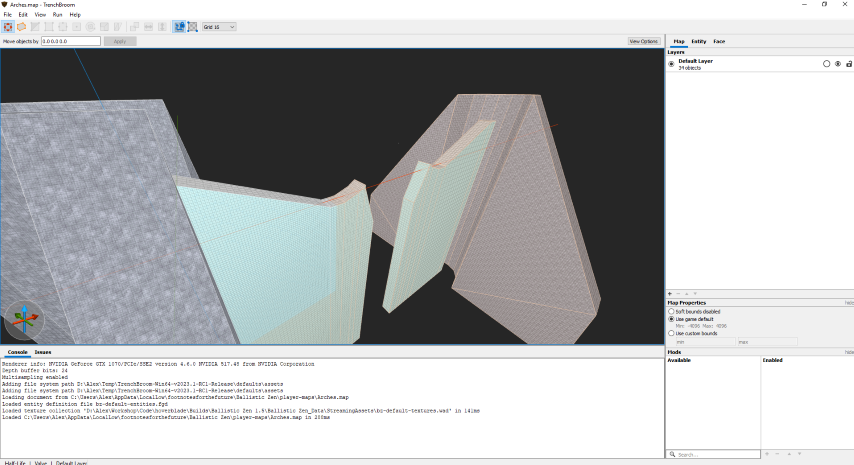 Arches.map - TrenchBroom
File Edit View Run Help
Grid 16
Move objects by 0.0 0.0 0.0 Apply
View Options
Map Entity Face
Layers
Default Layer
34 objects
Map Properties
Soft bounds disabled
Use game default
Min: -4096 Max: 4096
Use custom bounds
min max
Mods
Available Enabled
Search...
Console Issues
Renderer info: NVIDIA GeForce GTX 1070/PCIe/SSE2 version 4.6.0 NVIDIA 517.48 from NVIDIA Corporation
Depth buffer bits: 24
Multisampling enabled
Adding file system path D:\Alex\Temp\TrenchBroom-Win64-v2023.1-RC1-Release\defaults\assets
Adding file system path D:\Alex\Temp\TrenchBroom-Win64-v2023.1-RC1-Release\defaults\assets
Loading document from C:\Users\Alex\AppData\LocalLow\footnotesforthefuture\Ballistic Zen\player-maps\Arches.map
Loaded entity definition file bz-default-entities.fgd
Loaded texture collection "D:\Alex\Workshop\Code\hoverblade\Builds\Ballistic Zen 1.6\Ballistic Zen_Data\StreamingAssets\bz-default-textures.wad" in 141ms
Loaded C:\Users\Alex\AppData\LocalLow\footnotesforthefuture\Ballistic Zen\player-maps\Arches.map in 208ms
Half-Life | Valve | Default Layer